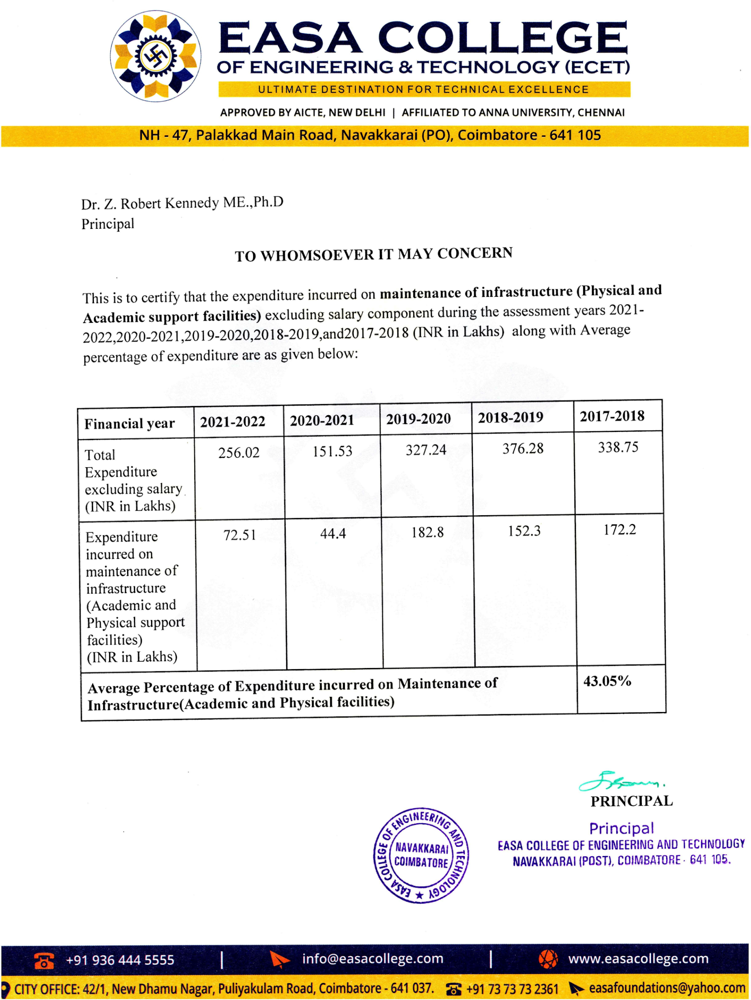 EASA COLLEGE
OF ENGINEERING & TECHNOLOGY (ECET)
ULTIMATE DESTINATION FOR TECHNICAL EXCELLENCE
APPROVED BY AICTE, NEW DELHI | AFFILIATED TO ANNA UNIVERSITY, CHENNAI
NH - 47, Palakkad Main Road, Navakkarai (PO), Coimbatore - 641 105
Dr. Z. Robert Kennedy ME.,Ph.D
Principal
TO WHOMSOEVER IT MAY CONCERN
This is to certify that the expenditure incurred on maintenance of infrastructure (Physical and
Academic support facilities) excluding salary component during the assessment years 2021-
2022,2020-2021,2019-2020,2018-2019,and2017-2018 (INR in Lakhs) along with Average
percentage of expenditure are as given below:
Financial year 2021-2022 2020-2021 2019-2020 2018-2019 2017-2018
Total 256.02 151.53 327.24 376.28 338.75
Expenditure
excluding salary
(INR in Lakhs)
Expenditure 72.51 44.4 182.8 152.3 172.2
incurred on
maintenance of
infrastructure
(Academic and
Physical support
facilities)
(INR in Lakhs)
Average Percentage of Expenditure incurred on Maintenance of 43.05%
Infrastructure(Academic and Physical facilities)
PRINCIPAL
Principal
EASA COLLEGE OF ENGINEERING AND TECHNOLOGY
NAVAKKARAI (POST), COIMBATORE - 641 105.
EASA COLLEGE OF ENGINEERING AND TECHNOLOGY ★
NAVAKKARAI
COIMBATORE
+91 936 444 5555 | info@easacollege.com | www.easacollege.com
CITY OFFICE: 42/1, New Dhamu Nagar, Puliyakulam Road, Coimbatore - 641 037. +91 73 73 73 2361 easafoundations@yahoo.com